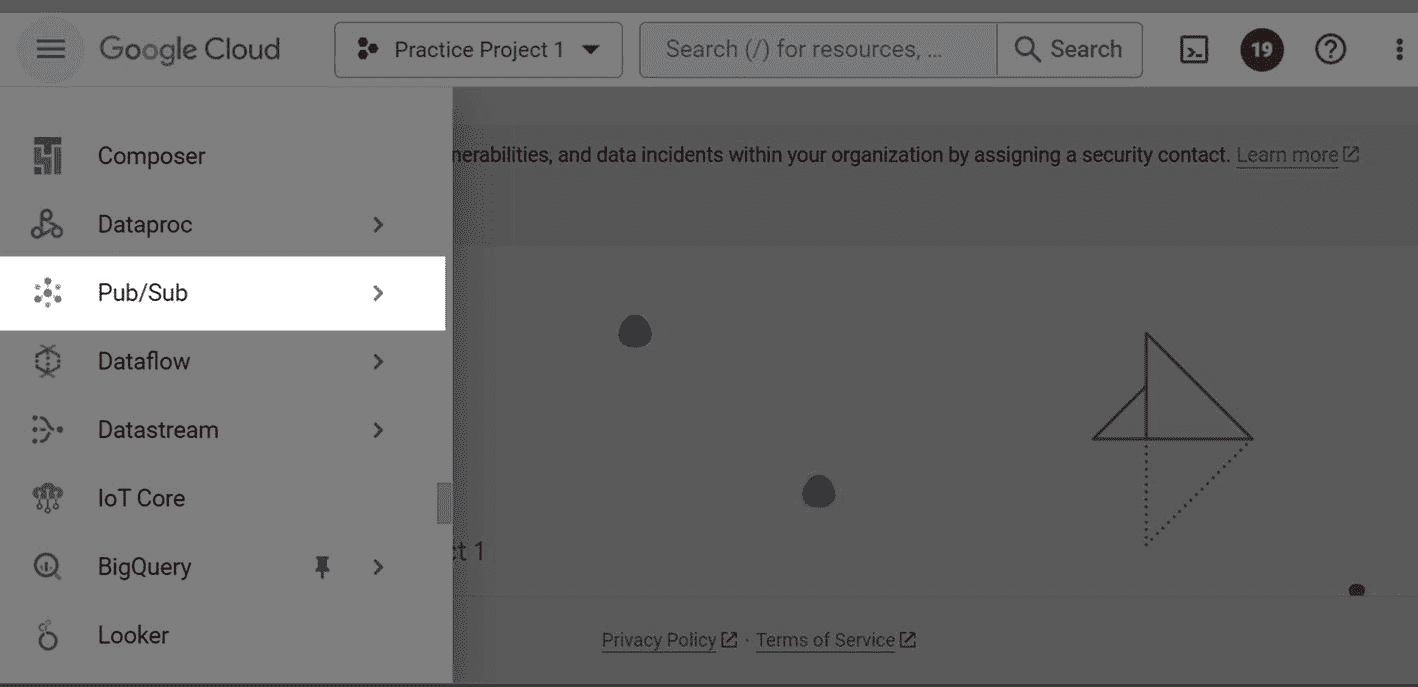 Google Cloud
Practice Project 1
Search (/) for resources, ...
Search
19
Composer
nerabilities, and data incidents within your organization by assigning a security contact. Learn more
Dataproc
Pub/Sub
Dataflow
Datastream
IoT Core
ct 1
BigQuery
Looker
Privacy Policy · Terms of Service